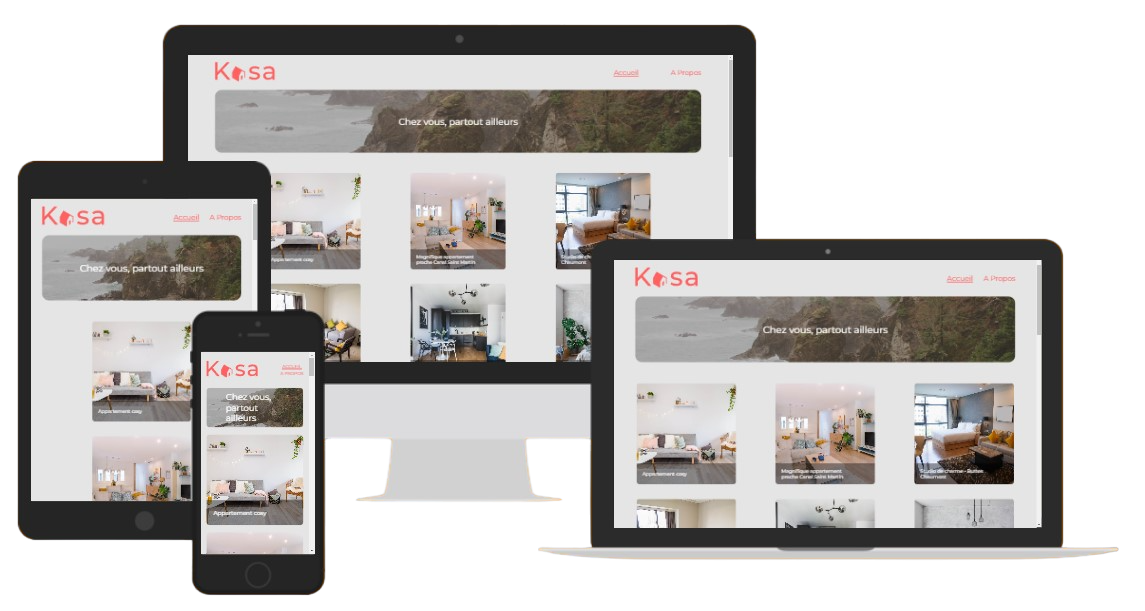 Kasa
Accueil
A Propos
Chez vous, partout ailleurs
Appartement cosy
Magnifique appartement
proche Canal Saint Martin
Studio de charme - Buttes
Chaumont
Kasa
Accueil
A Propos
Chez vous, partout ailleurs
Appartement cosy
Kasa
ACCUEIL
A PROPOS
Chez vous,
partout
ailleurs
Appartement cosy
Kasa
Accueil
A Propos
Chez vous, partout ailleurs
Appartement cosy
Magnifique appartement
proche Canal Saint Martin
Studio de charme - Buttes
Chaumont